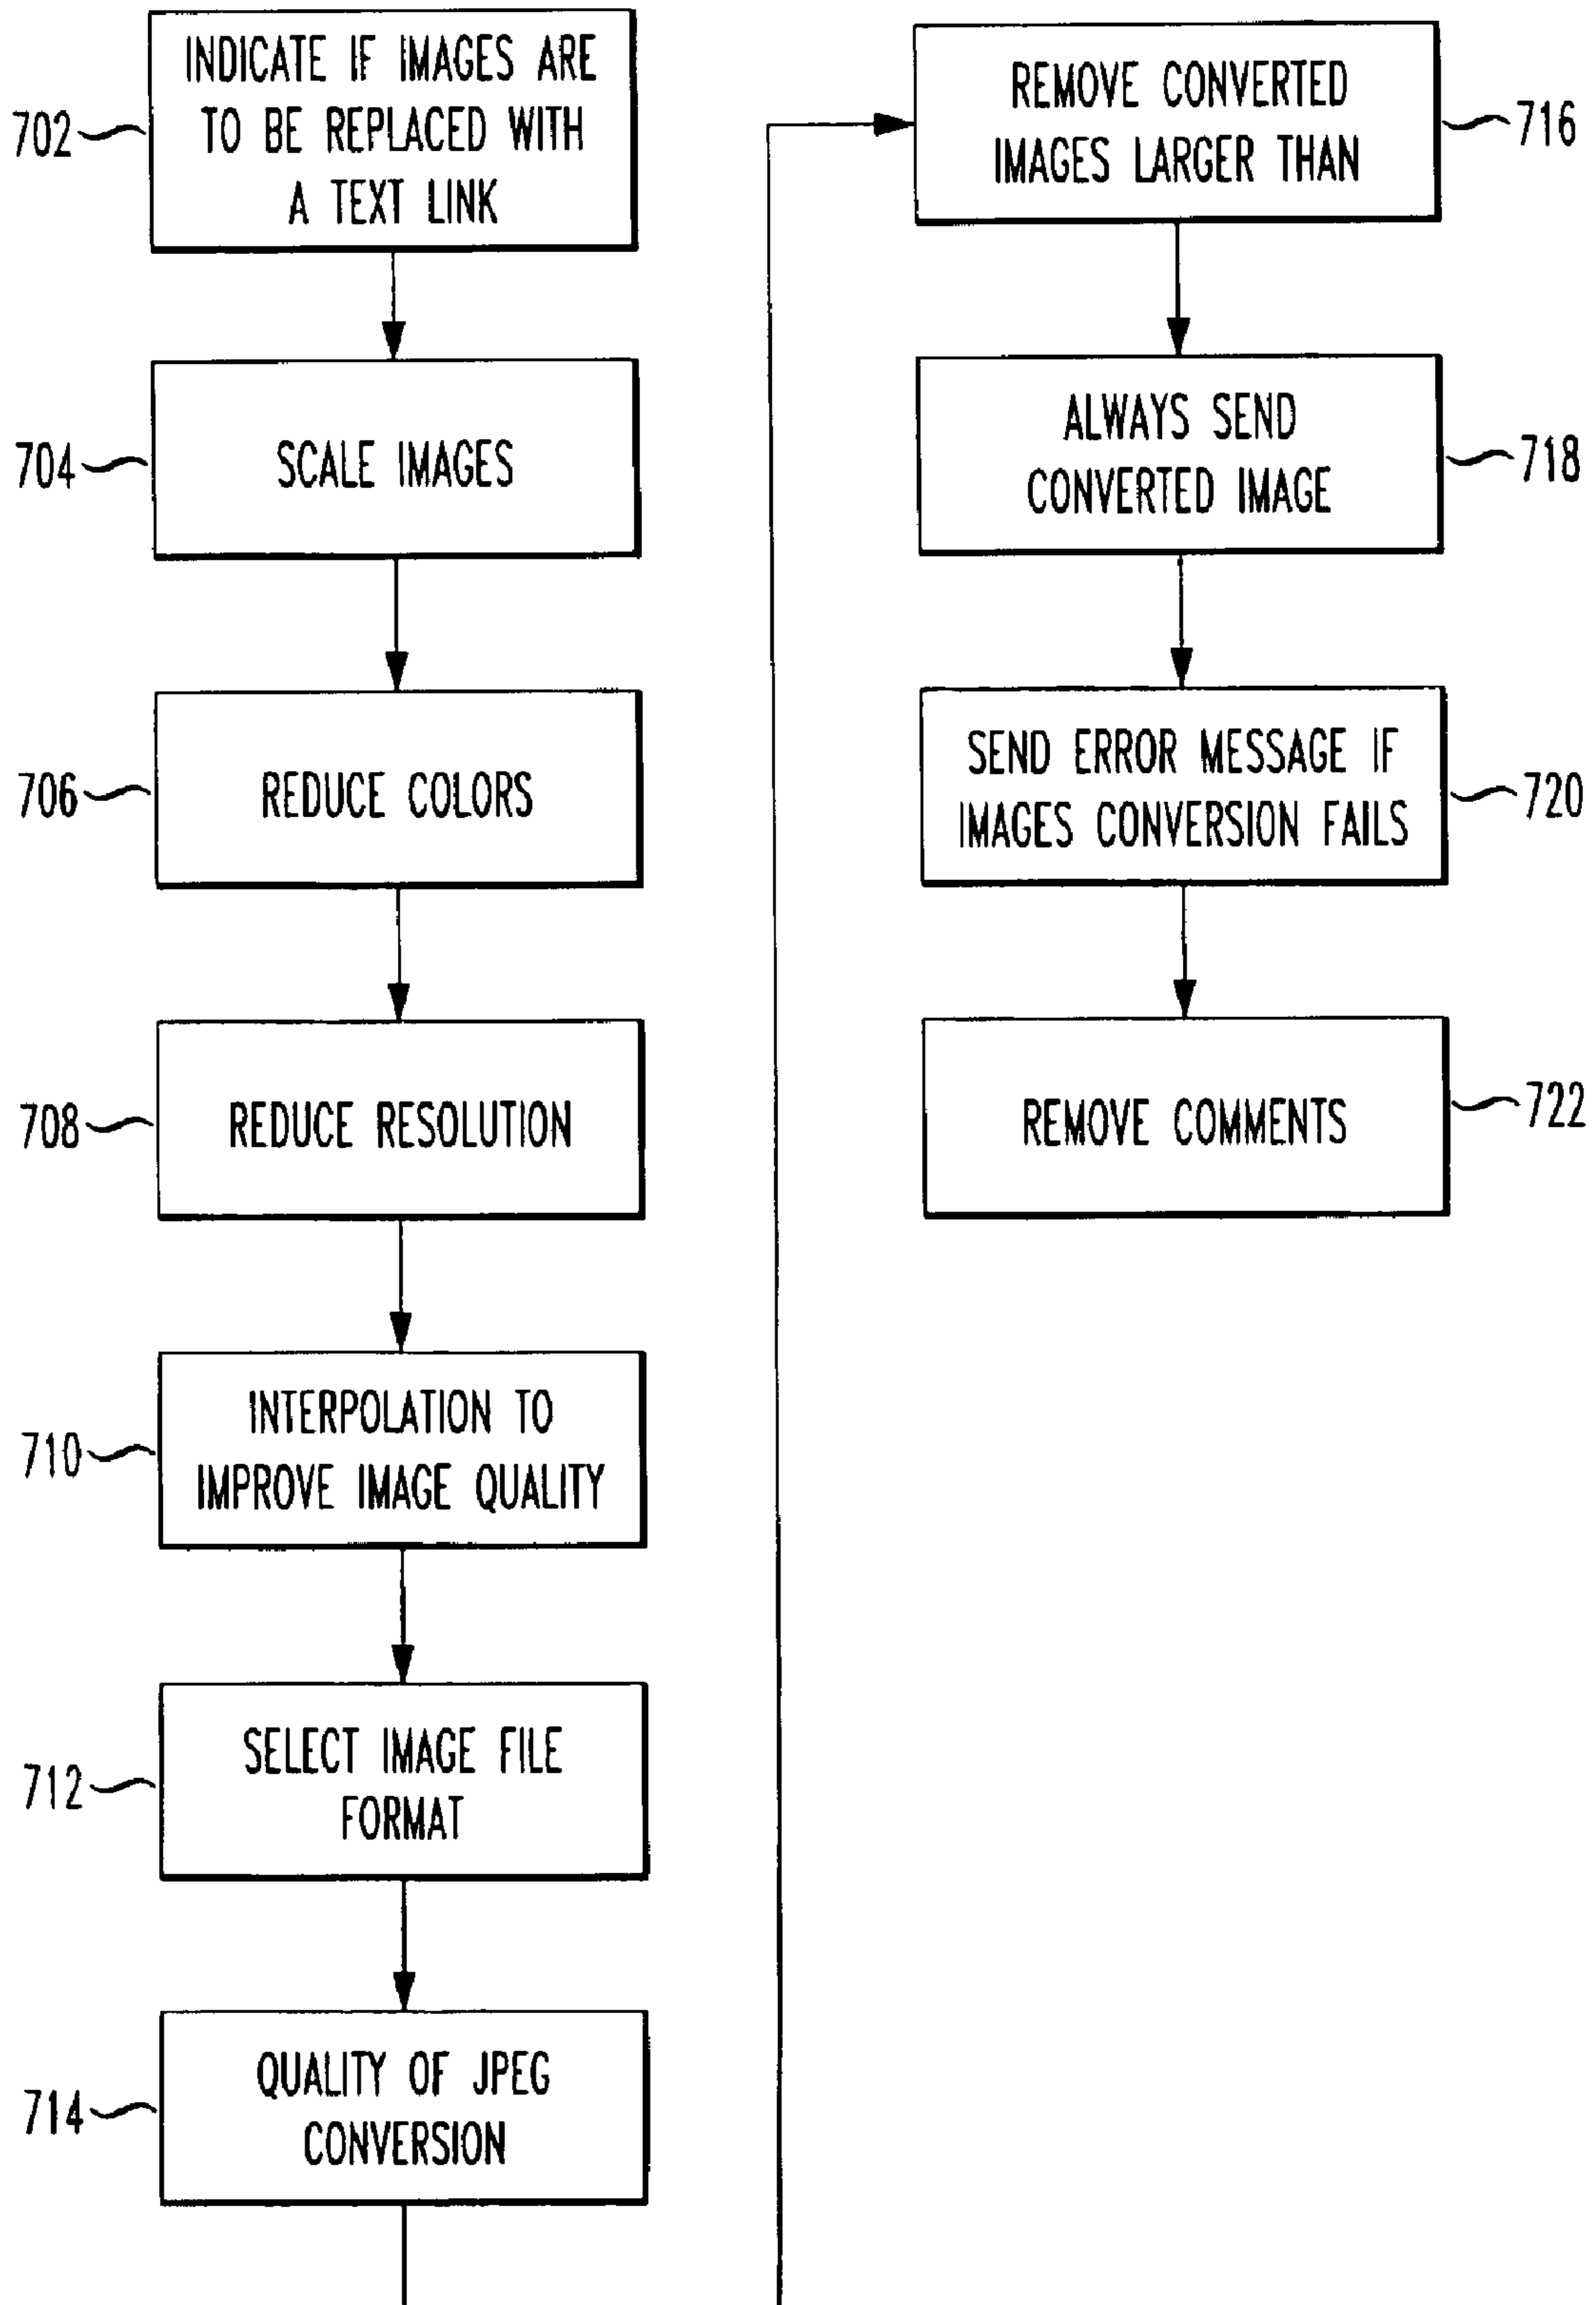 702
INDICATE IF IMAGES ARE
TO BE REPLACED WITH
A TEXT LINK
704
SCALE IMAGES
706
REDUCE COLORS
708
REDUCE RESOLUTION
710
INTERPOLATION TO
IMPROVE IMAGE QUALITY
712
SELECT IMAGE FILE
FORMAT
714
QUALITY OF JPEG
CONVERSION
REMOVE CONVERTED
IMAGES LARGER THAN
716
ALWAYS SEND
CONVERTED IMAGE
718
SEND ERROR MESSAGE IF
IMAGES CONVERSION FAILS
720
REMOVE COMMENTS
722